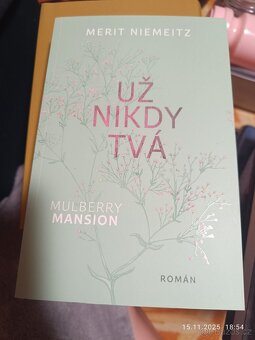 MERIT NIEMEITZ
UŽ
NIKDY
TVÁ
MULBERRY
MANSION
ROMÁN
15.11.2025 18:54